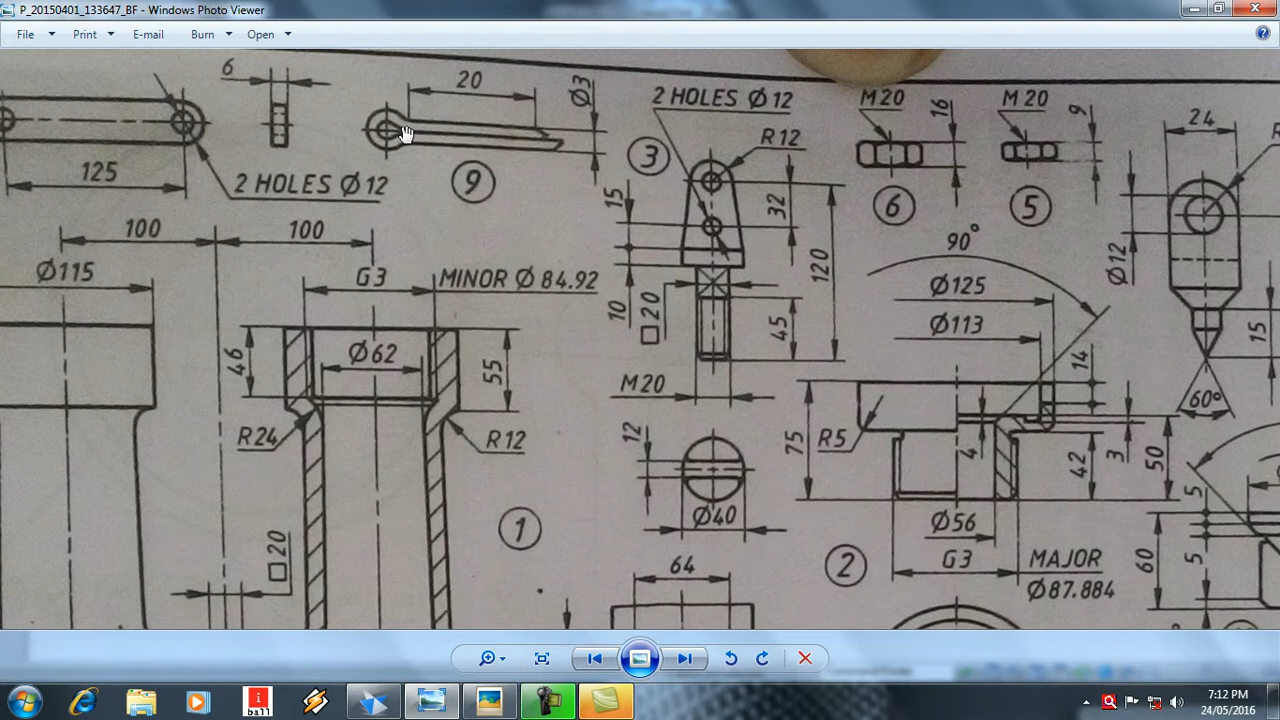 P_20150401_133647_BF - Windows Photo Viewer
File Print E-mail Burn Open
6
20
Ø3
2 HOLES Ø12
M20
16
M20
9
24
3
R12
125
2 HOLES Ø12
9
15
32
120
6
5
Ø12
100
100
90°
Ø115
G3
MINOR Ø 84.92
10
□20
45
Ø125
Ø113
14
15
46
Ø62
55
M20
60°
R24
R12
12
75
R5
4
42
3
50
Ø40
Ø56
5
1
□20
2
G3
MAJOR
Ø87.884
60
5
64
i
ball
7:12 PM
24/05/2016